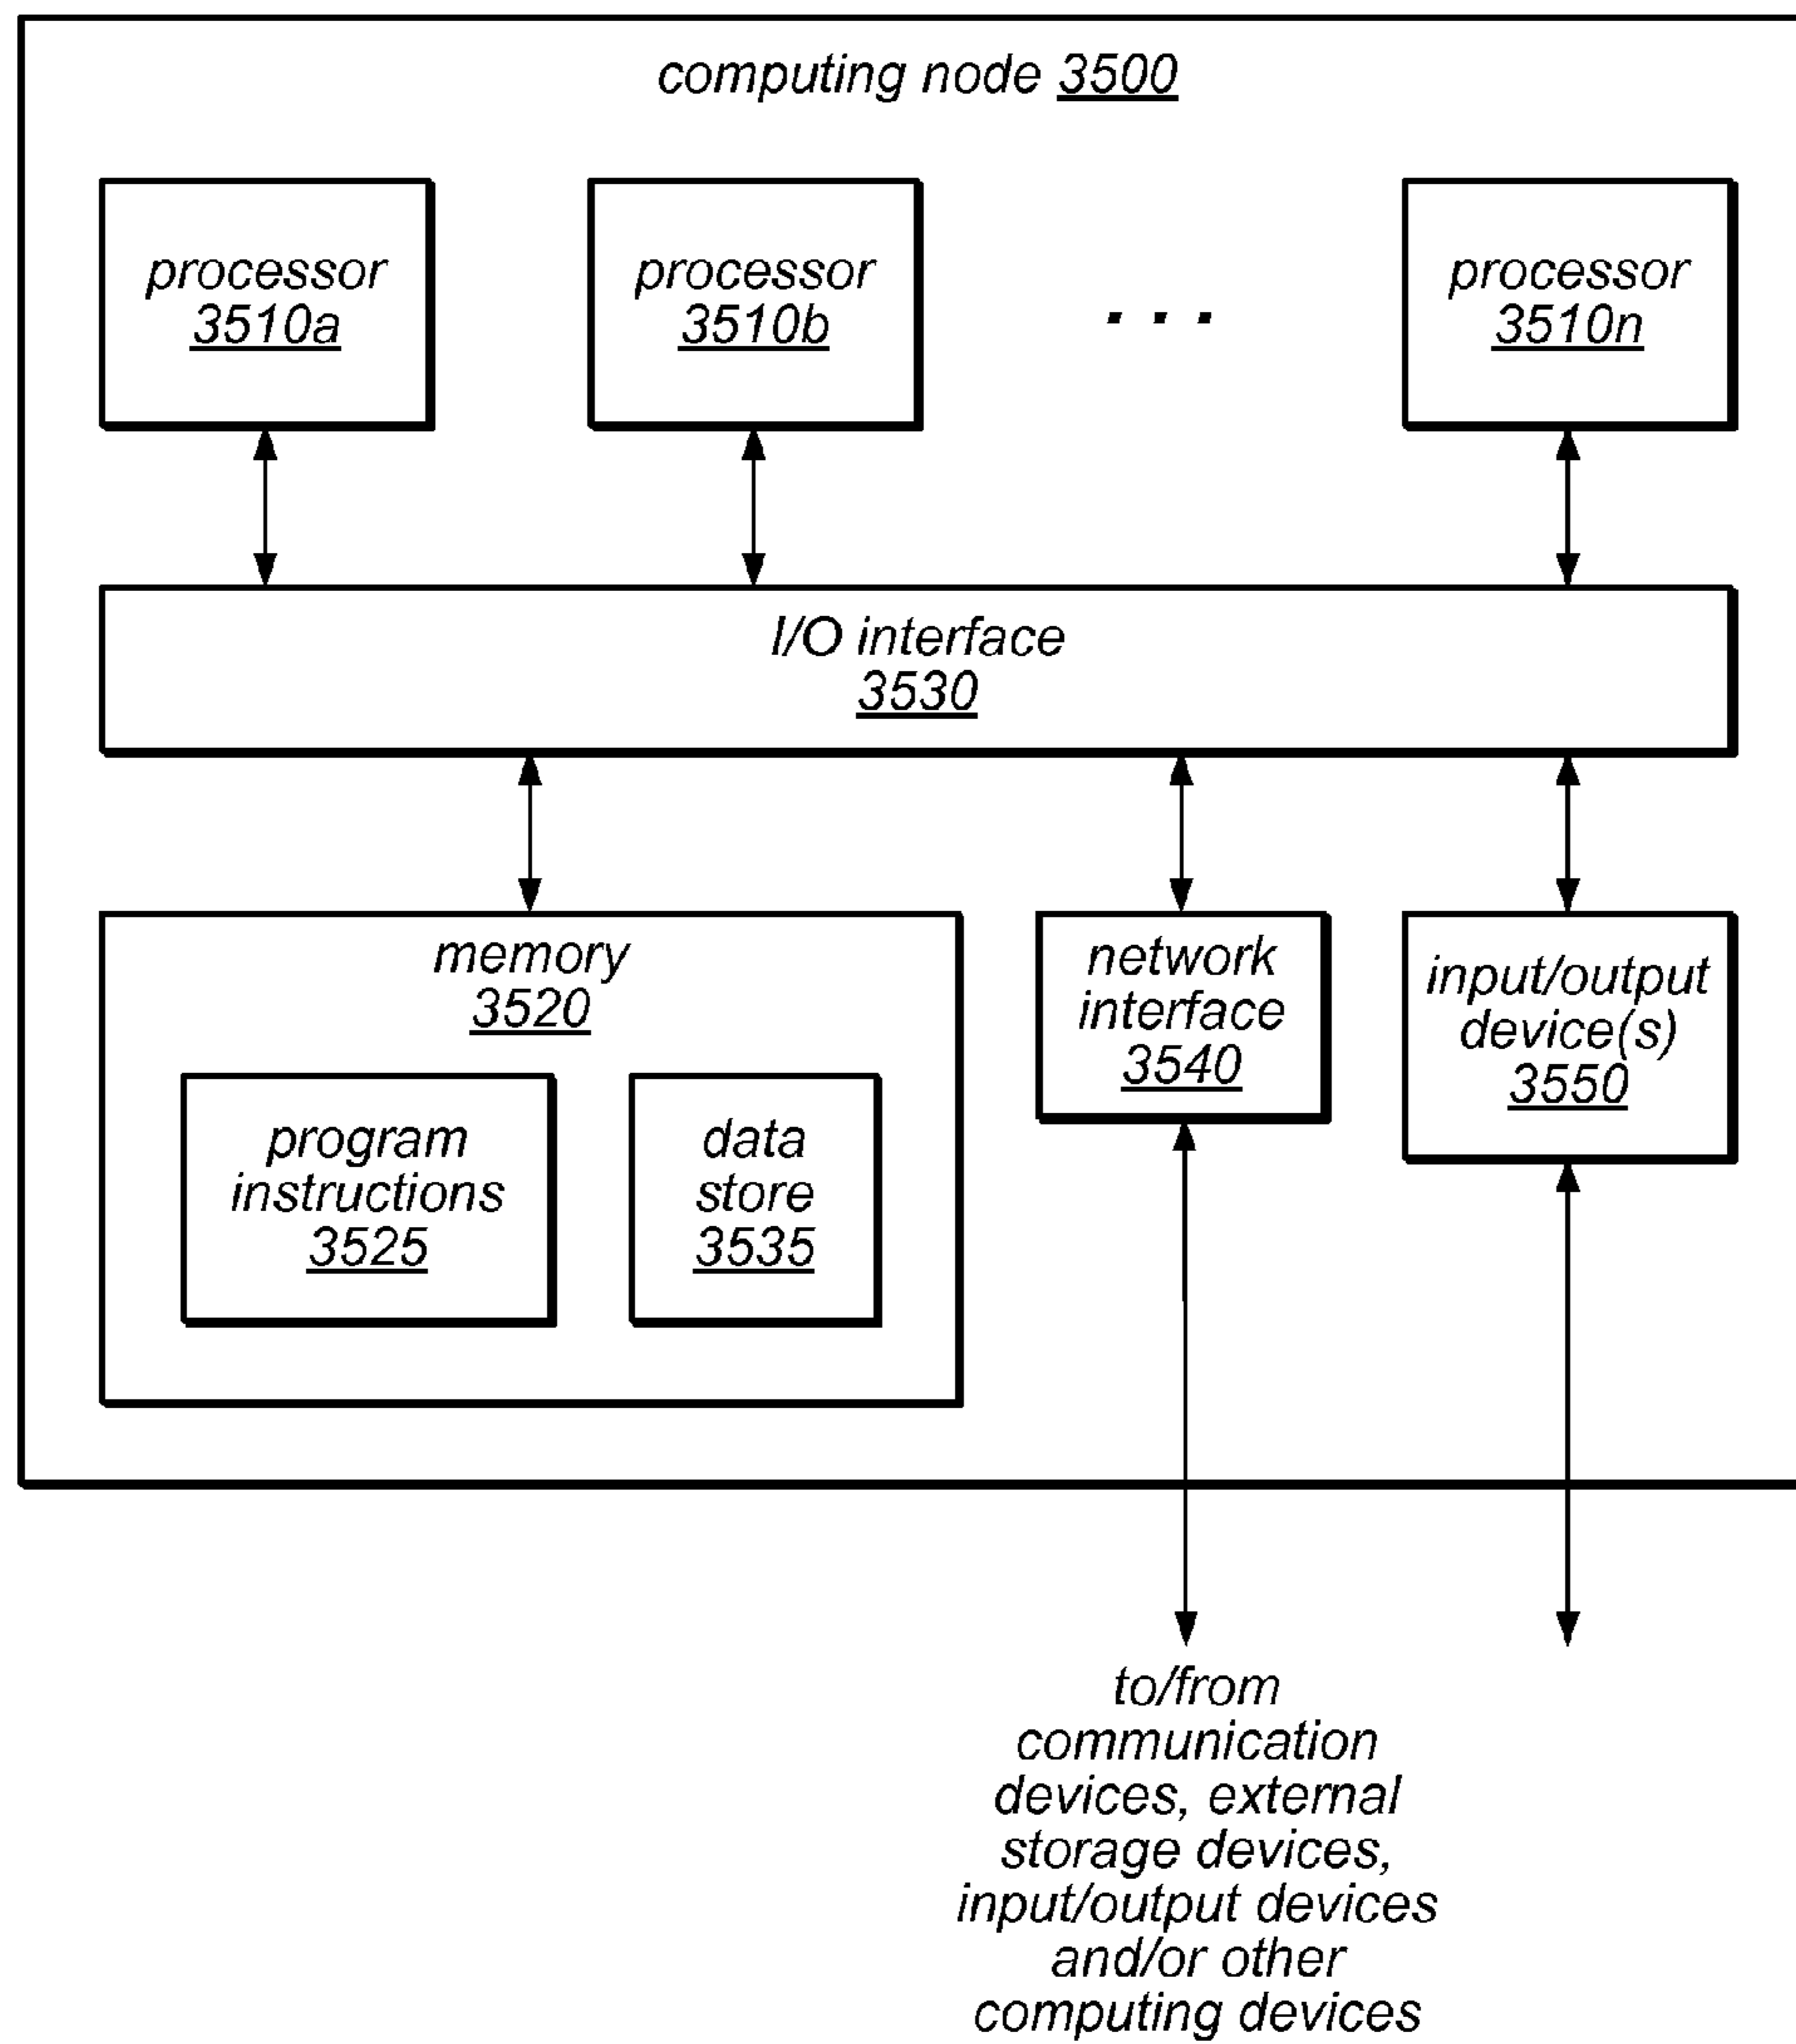 computing node 3500
processor
3510a
processor
3510b
. . .
processor
3510n
I/O interface
3530
memory
3520
program
instructions
3525
data
store
3535
network
interface
3540
input/output
device(s)
3550
to/from
communication
devices, external
storage devices,
input/output devices
and/or other
computing devices